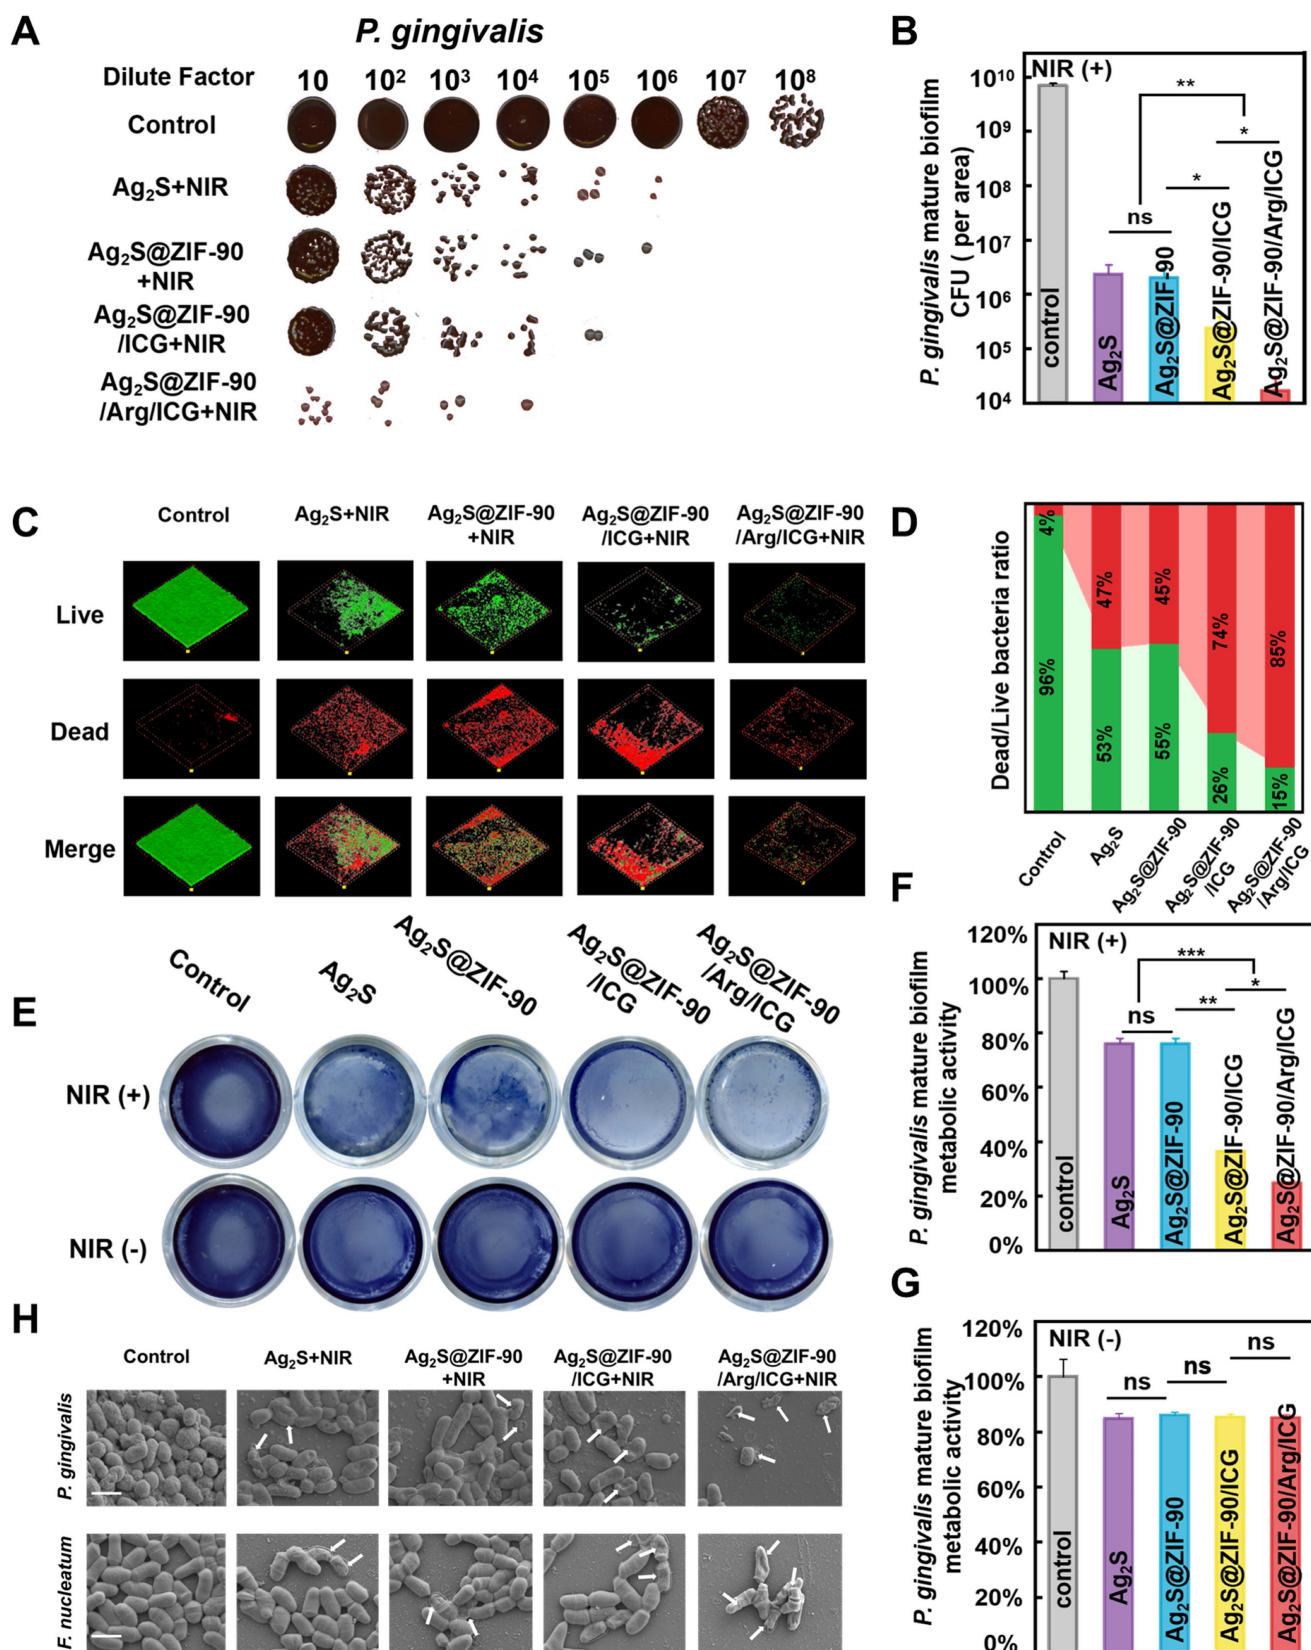 A
P. gingivalis
Dilute Factor 10 10² 10³ 10⁴ 10⁵ 10⁶ 10⁷ 10⁸
Control
Ag₂S+NIR
Ag₂S@ZIF-90
+NIR
Ag₂S@ZIF-90
/ICG+NIR
Ag₂S@ZIF-90
/Arg/ICG+NIR
B
P. gingivalis mature biofilm
CFU ( per area)
10¹⁰
10⁹
10⁸
10⁷
10⁶
10⁵
10⁴
NIR (+)
**
*
*
ns
control
Ag₂S
Ag₂S@ZIF-90
Ag₂S@ZIF-90/ICG
Ag₂S@ZIF-90/Arg/ICG
C
Control
Ag₂S+NIR
Ag₂S@ZIF-90
+NIR
Ag₂S@ZIF-90
/ICG+NIR
Ag₂S@ZIF-90
/Arg/ICG+NIR
Live
Dead
Merge
D
Dead/Live bacteria ratio
4%
96%
47%
53%
45%
55%
74%
26%
85%
15%
Control
Ag₂S
Ag₂S@ZIF-90
Ag₂S@ZIF-90
/ICG
Ag₂S@ZIF-90
/Arg/ICG
E
Control
Ag₂S
Ag₂S@ZIF-90
Ag₂S@ZIF-90
/ICG
Ag₂S@ZIF-90
/Arg/ICG
NIR (+)
NIR (-)
F
P. gingivalis mature biofilm
metabolic activity
120%
100%
80%
60%
40%
20%
0%
NIR (+)
***
*
**
ns
control
Ag₂S
Ag₂S@ZIF-90
Ag₂S@ZIF-90/ICG
Ag₂S@ZIF-90/Arg/ICG
G
P. gingivalis mature biofilm
metabolic activity
120%
100%
80%
60%
40%
20%
0%
NIR (-)
ns
ns
ns
control
Ag₂S
Ag₂S@ZIF-90
Ag₂S@ZIF-90/ICG
Ag₂S@ZIF-90/Arg/ICG
H
Control
Ag₂S+NIR
Ag₂S@ZIF-90
+NIR
Ag₂S@ZIF-90
/ICG+NIR
Ag₂S@ZIF-90
/Arg/ICG+NIR
P. gingivalis
F. nucleatum